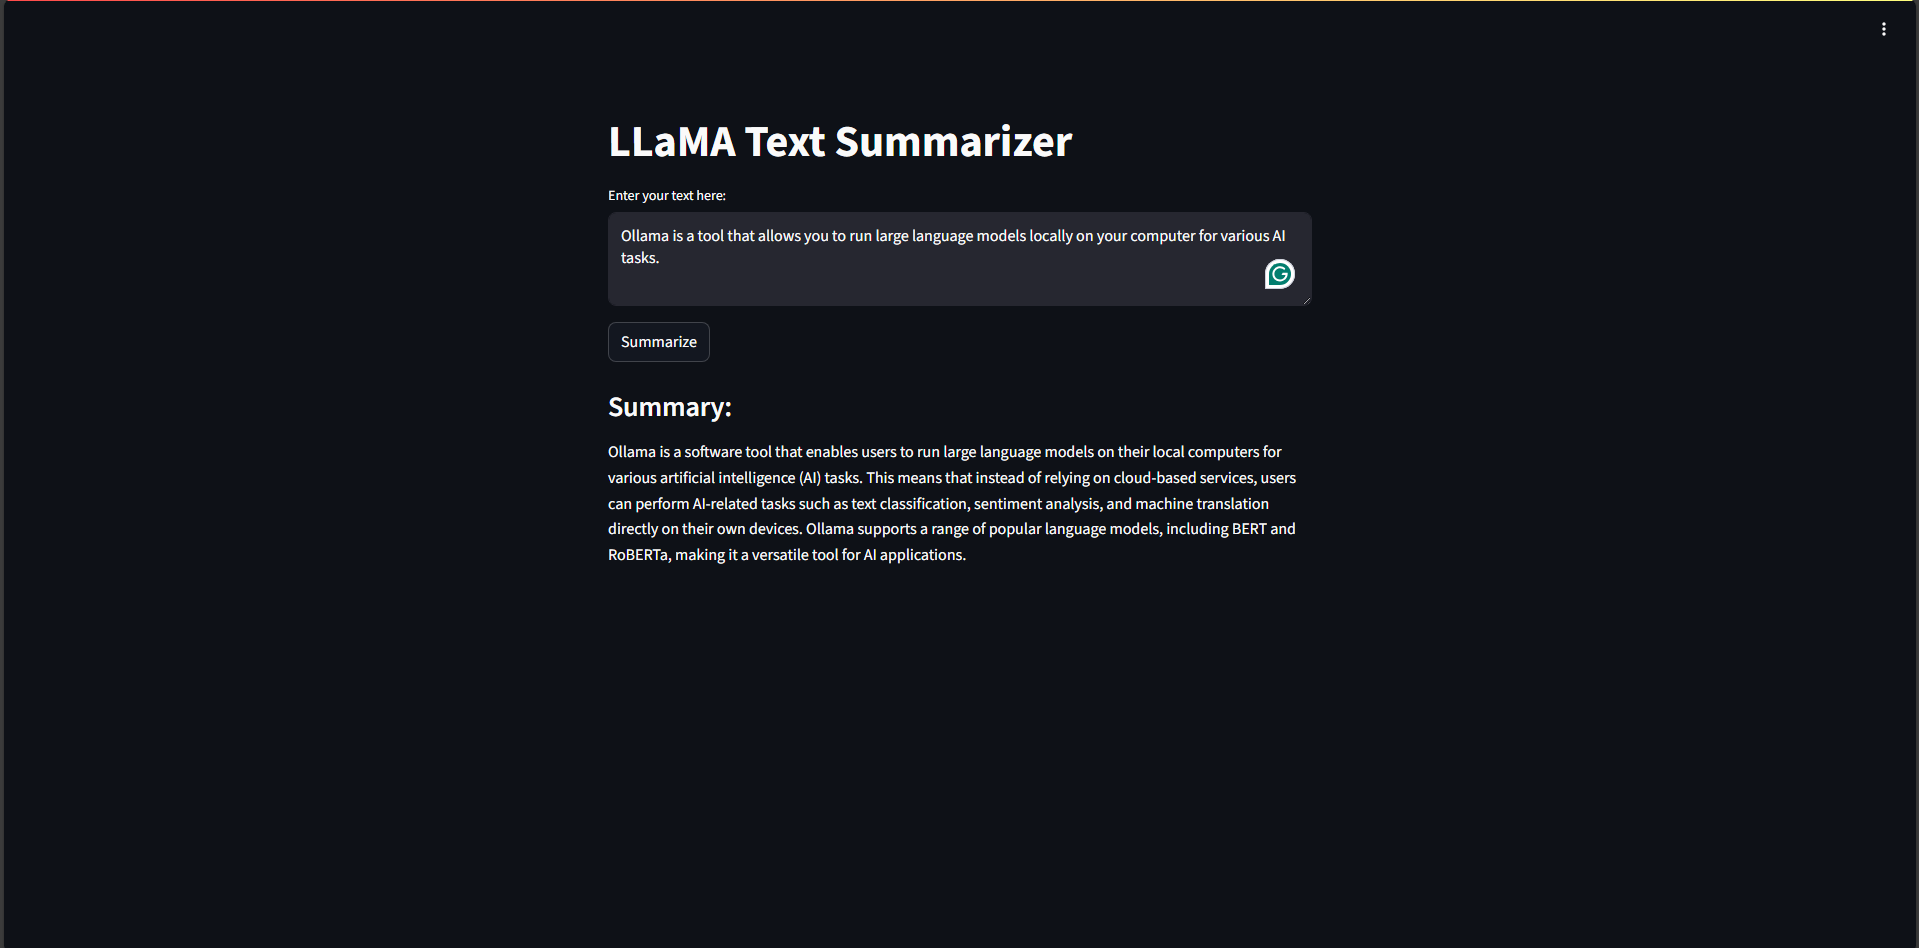 LLaMA Text Summarizer
Enter your text here:
Ollama is a tool that allows you to run large language models locally on your computer for various AI
tasks.
Summarize
Summary:
Ollama is a software tool that enables users to run large language models on their local computers for
various artificial intelligence (AI) tasks. This means that instead of relying on cloud-based services, users
can perform AI-related tasks such as text classification, sentiment analysis, and machine translation
directly on their own devices. Ollama supports a range of popular language models, including BERT and
RoBERTa, making it a versatile tool for AI applications.